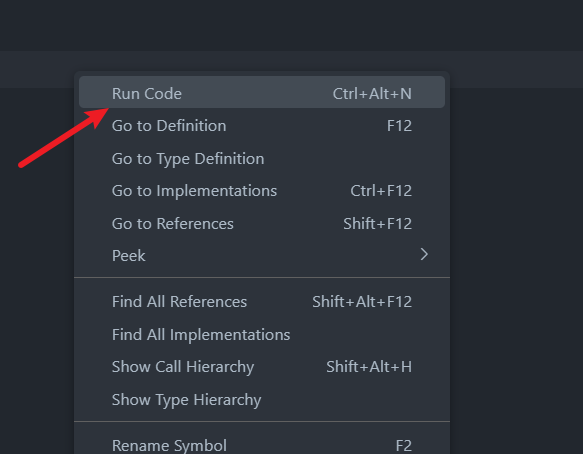 Run Code Ctrl+Alt+N
Go to Definition F12
Go to Type Definition
Go to Implementations Ctrl+F12
Go to References Shift+F12
Peek
Find All References Shift+Alt+F12
Find All Implementations
Show Call Hierarchy Shift+Alt+H
Show Type Hierarchy
Rename Symbol F2